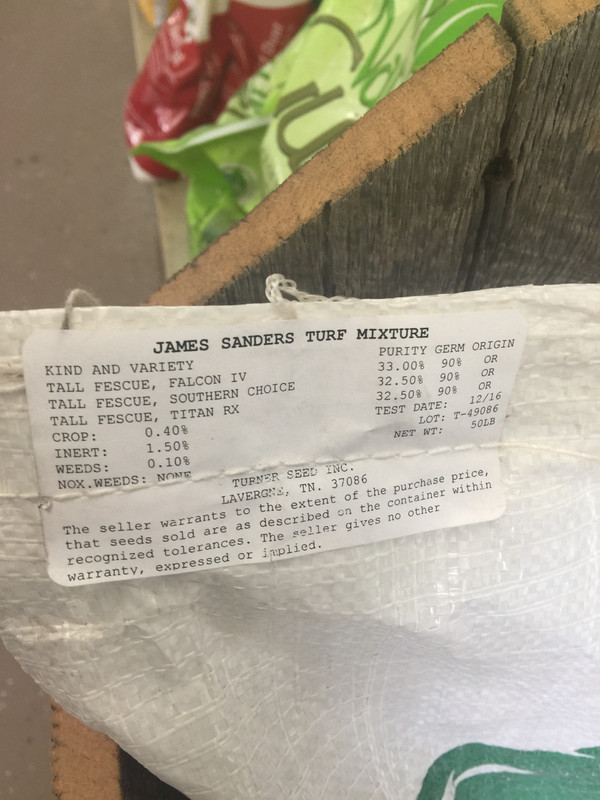 JAMES SANDERS TURF MIXTURE
KIND AND VARIETY PURITY GERM ORIGIN
TALL FESCUE, FALCON IV 33.00% 90% OR
TALL FESCUE, SOUTHERN CHOICE 32.50% 90% OR
TALL FESCUE, TITAN RX 32.50% 90% OR
CROP: 0.40% TEST DATE: 12/16
INERT: 1.50% LOT: T-49086
WEEDS: 0.10% NET WT: 50LB
NOX.WEEDS: NONE
TURNER SEED INC.
LAVERGNE, TN. 37086
The seller warrants to the extent of the purchase price,
that seeds sold are as described on the container within
recognized tolerances. The seller gives no other
warranty, expressed or implied.